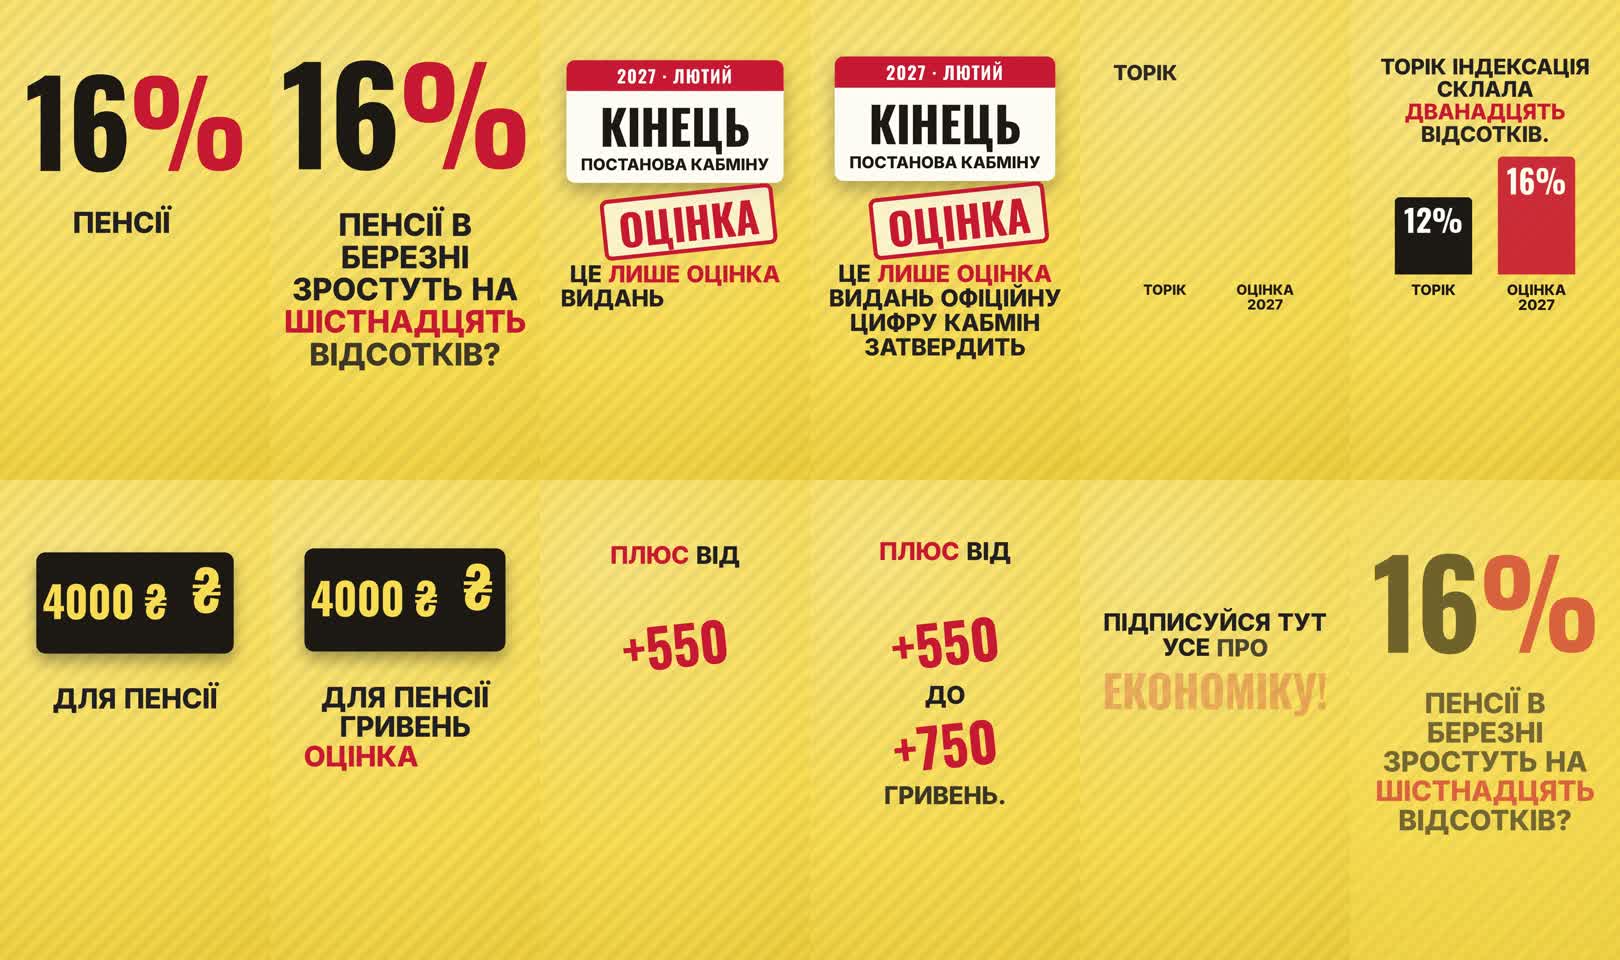 16%
ПЕНСІЇ
16%
ПЕНСІЇ В
БЕРЕЗНІ
ЗРОСТУТЬ НА
ШІСТНАДЦЯТЬ
ВІДСОТКІВ?
2027 · ЛЮТИЙ
КІНЕЦЬ
ПОСТАНОВА КАБМІНУ
ОЦІНКА
ЦЕ ЛИШЕ ОЦІНКА
ВИДАНЬ
2027 · ЛЮТИЙ
КІНЕЦЬ
ПОСТАНОВА КАБМІНУ
ОЦІНКА
ЦЕ ЛИШЕ ОЦІНКА
ВИДАНЬ ОФІЦІЙНУ
ЦИФРУ КАБМІН
ЗАТВЕРДИТЬ
ТОРІК
ТОРІК
ОЦІНКА
2027
ТОРІК ІНДЕКСАЦІЯ
СКЛАЛА
ДВАНАДЦЯТЬ
ВІДСОТКІВ.
12%
16%
ТОРІК
ОЦІНКА
2027
4000 ₴ ₴
ДЛЯ ПЕНСІЇ
4000 ₴ ₴
ДЛЯ ПЕНСІЇ
ГРИВЕНЬ
ОЦІНКА
ПЛЮС ВІД
+550
ПЛЮС ВІД
+550
ДО
+750
ГРИВЕНЬ.
ПІДПИСУЙСЯ ТУТ
УСЕ ПРО
ЕКОНОМІКУ!
16%
ПЕНСІЇ В
БЕРЕЗНІ
ЗРОСТУТЬ НА
ШІСТНАДЦЯТЬ
ВІДСОТКІВ?